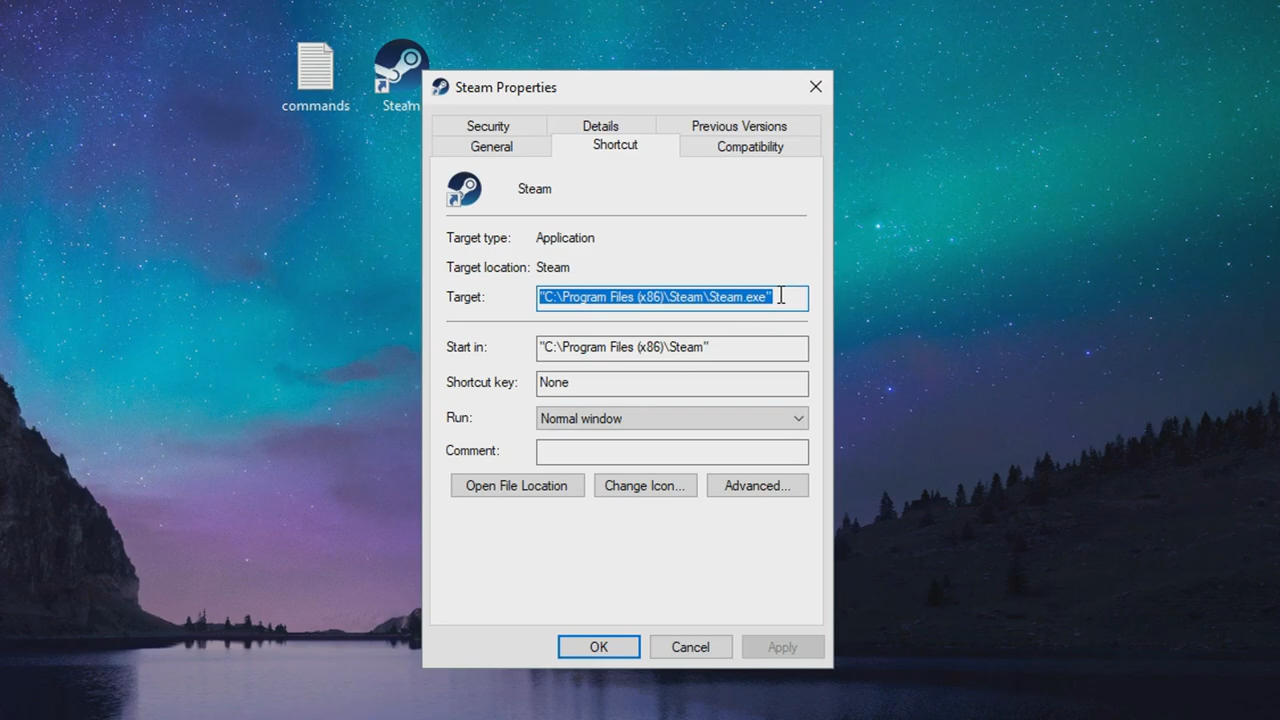 commands
Steam
Steam Properties
Security
Details
Previous Versions
General
Shortcut
Compatibility
Steam
Target type: Application
Target location: Steam
Target: "C:\Program Files (x86)\Steam\Steam.exe"
Start in: "C:\Program Files (x86)\Steam"
Shortcut key: None
Run: Normal window
Comment:
Open File Location
Change Icon...
Advanced...
OK
Cancel
Apply